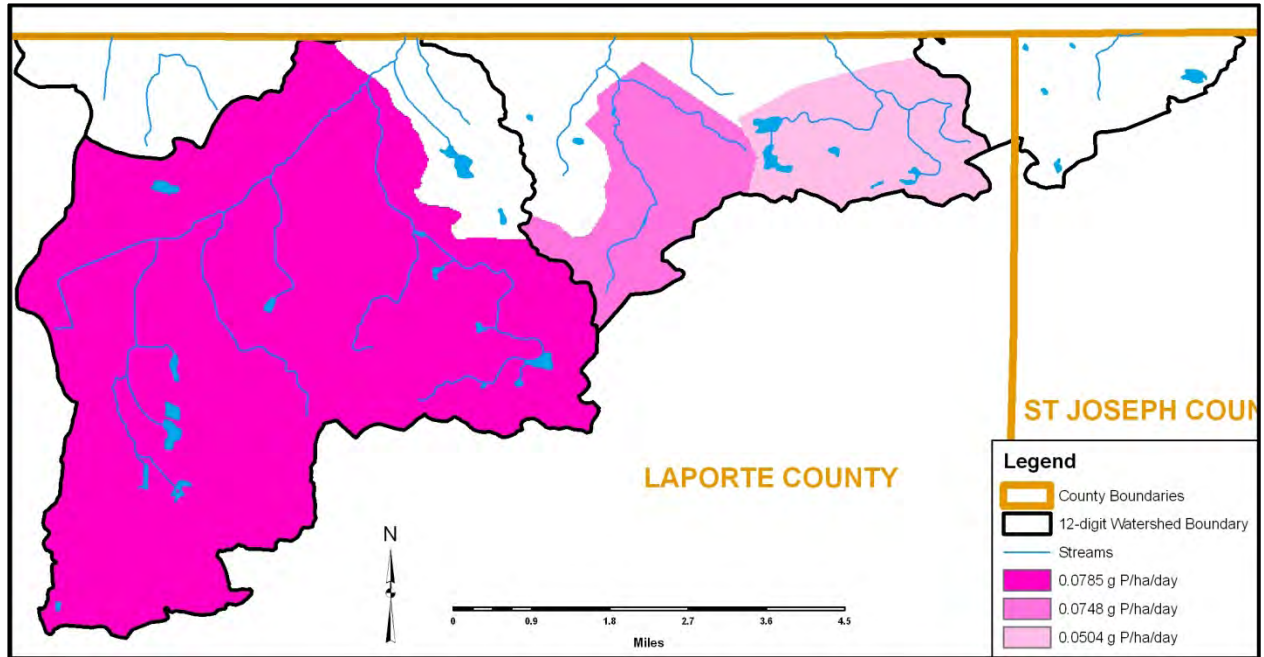 ST JOSEPH COUN
LAPORTE COUNTY
N
0 0.9 1.8 2.7 3.6 4.5
Miles
Legend
County Boundaries
12-digit Watershed Boundary
Streams
0.0785 g P/ha/day
0.0748 g P/ha/day
0.0504 g P/ha/day